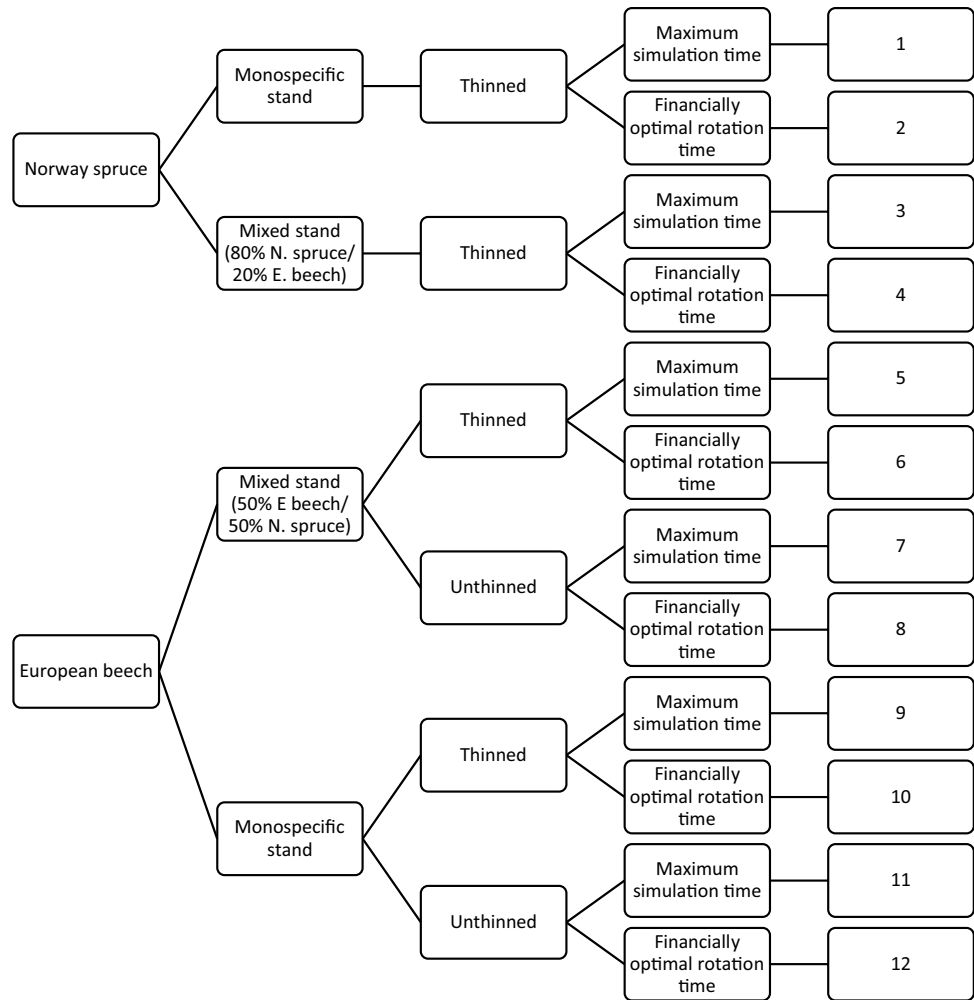 Norway spruce
Monospecific
stand
Thinned
Maximum
simulation time
1
Financially
optimal rotation
time
2
Mixed stand
(80% N. spruce/
20% E. beech)
Thinned
Maximum
simulation time
3
Financially
optimal rotation
time
4
European beech
Mixed stand
(50% E beech/
50% N. spruce)
Thinned
Maximum
simulation time
5
Financially
optimal rotation
time
6
Unthinned
Maximum
simulation time
7
Financially
optimal rotation
time
8
Monospecific
stand
Thinned
Maximum
simulation time
9
Financially
optimal rotation
time
10
Unthinned
Maximum
simulation time
11
Financially
optimal rotation
time
12